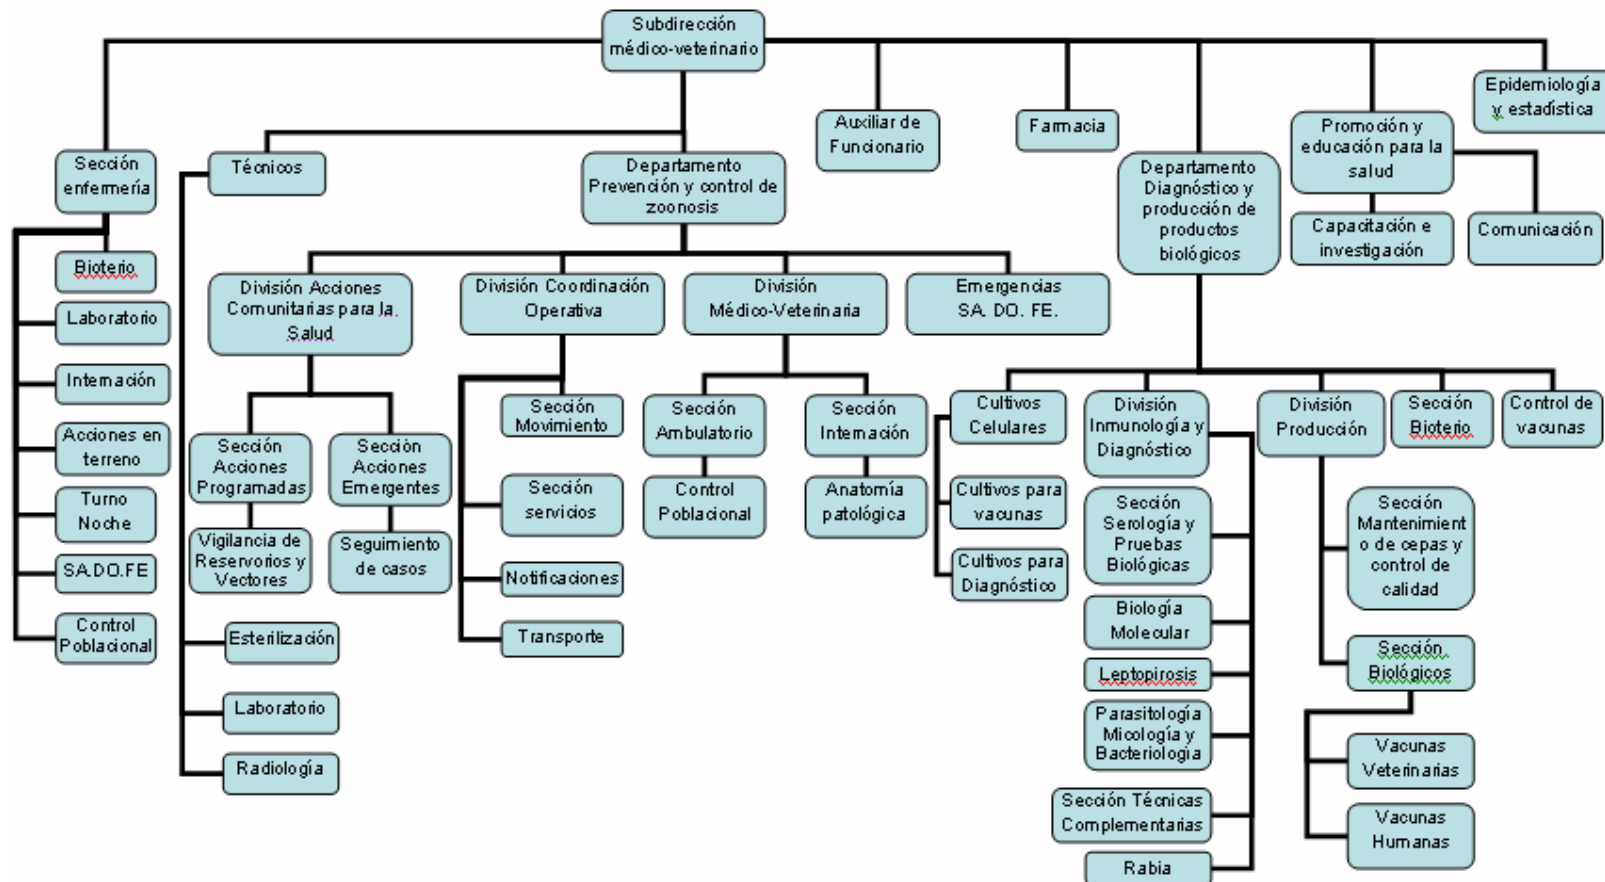 Subdirección
médico-veterinario
Epidemiología
y estadística
Auxiliar de
Funcionario
Farmacia
Promoción y
educación para la
salud
Sección
enfermería
Técnicos
Departamento
Prevención y control de
zoonosis
Departamento
Diagnóstico y
producción de
productos
biológicos
Capacitación e
investigación
Comunicación
Bioterio
Laboratorio
Internación
Acciones en
terreno
Turno
Noche
SA.DO.FE
Control
Poblacional
División Acciones
Comunitarias para la
Salud
División Coordinación
Operativa
División
Médico-Veterinaria
Emergencias
SA. DO. FE.
Sección
Acciones
Programadas
Sección
Acciones
Emergentes
Vigilancia de
Reservorios y
Vectores
Seguimiento
de casos
Esterilización
Laboratorio
Radiología
Sección
Movimiento
Sección
servicios
Notificaciones
Transporte
Sección
Ambulatorio
Sección
Internación
Control
Poblacional
Anatomía
patológica
Cultivos
Celulares
Cultivos para
vacunas
Cultivos para
Diagnóstico
División
Inmunología y
Diagnóstico
Sección
Serología y
Pruebas
Biológicas
Biología
Molecular
Leptopirosis
Parasitología
Micología y
Bacteriologia
Sección Técnicas
Complementarias
Rabia
División
Producción
Sección
Bioterio
Control de
vacunas
Sección
Mantenimient
o de cepas y
control de
calidad
Sección
Biológicos
Vacunas
Veterinarias
Vacunas
Humanas